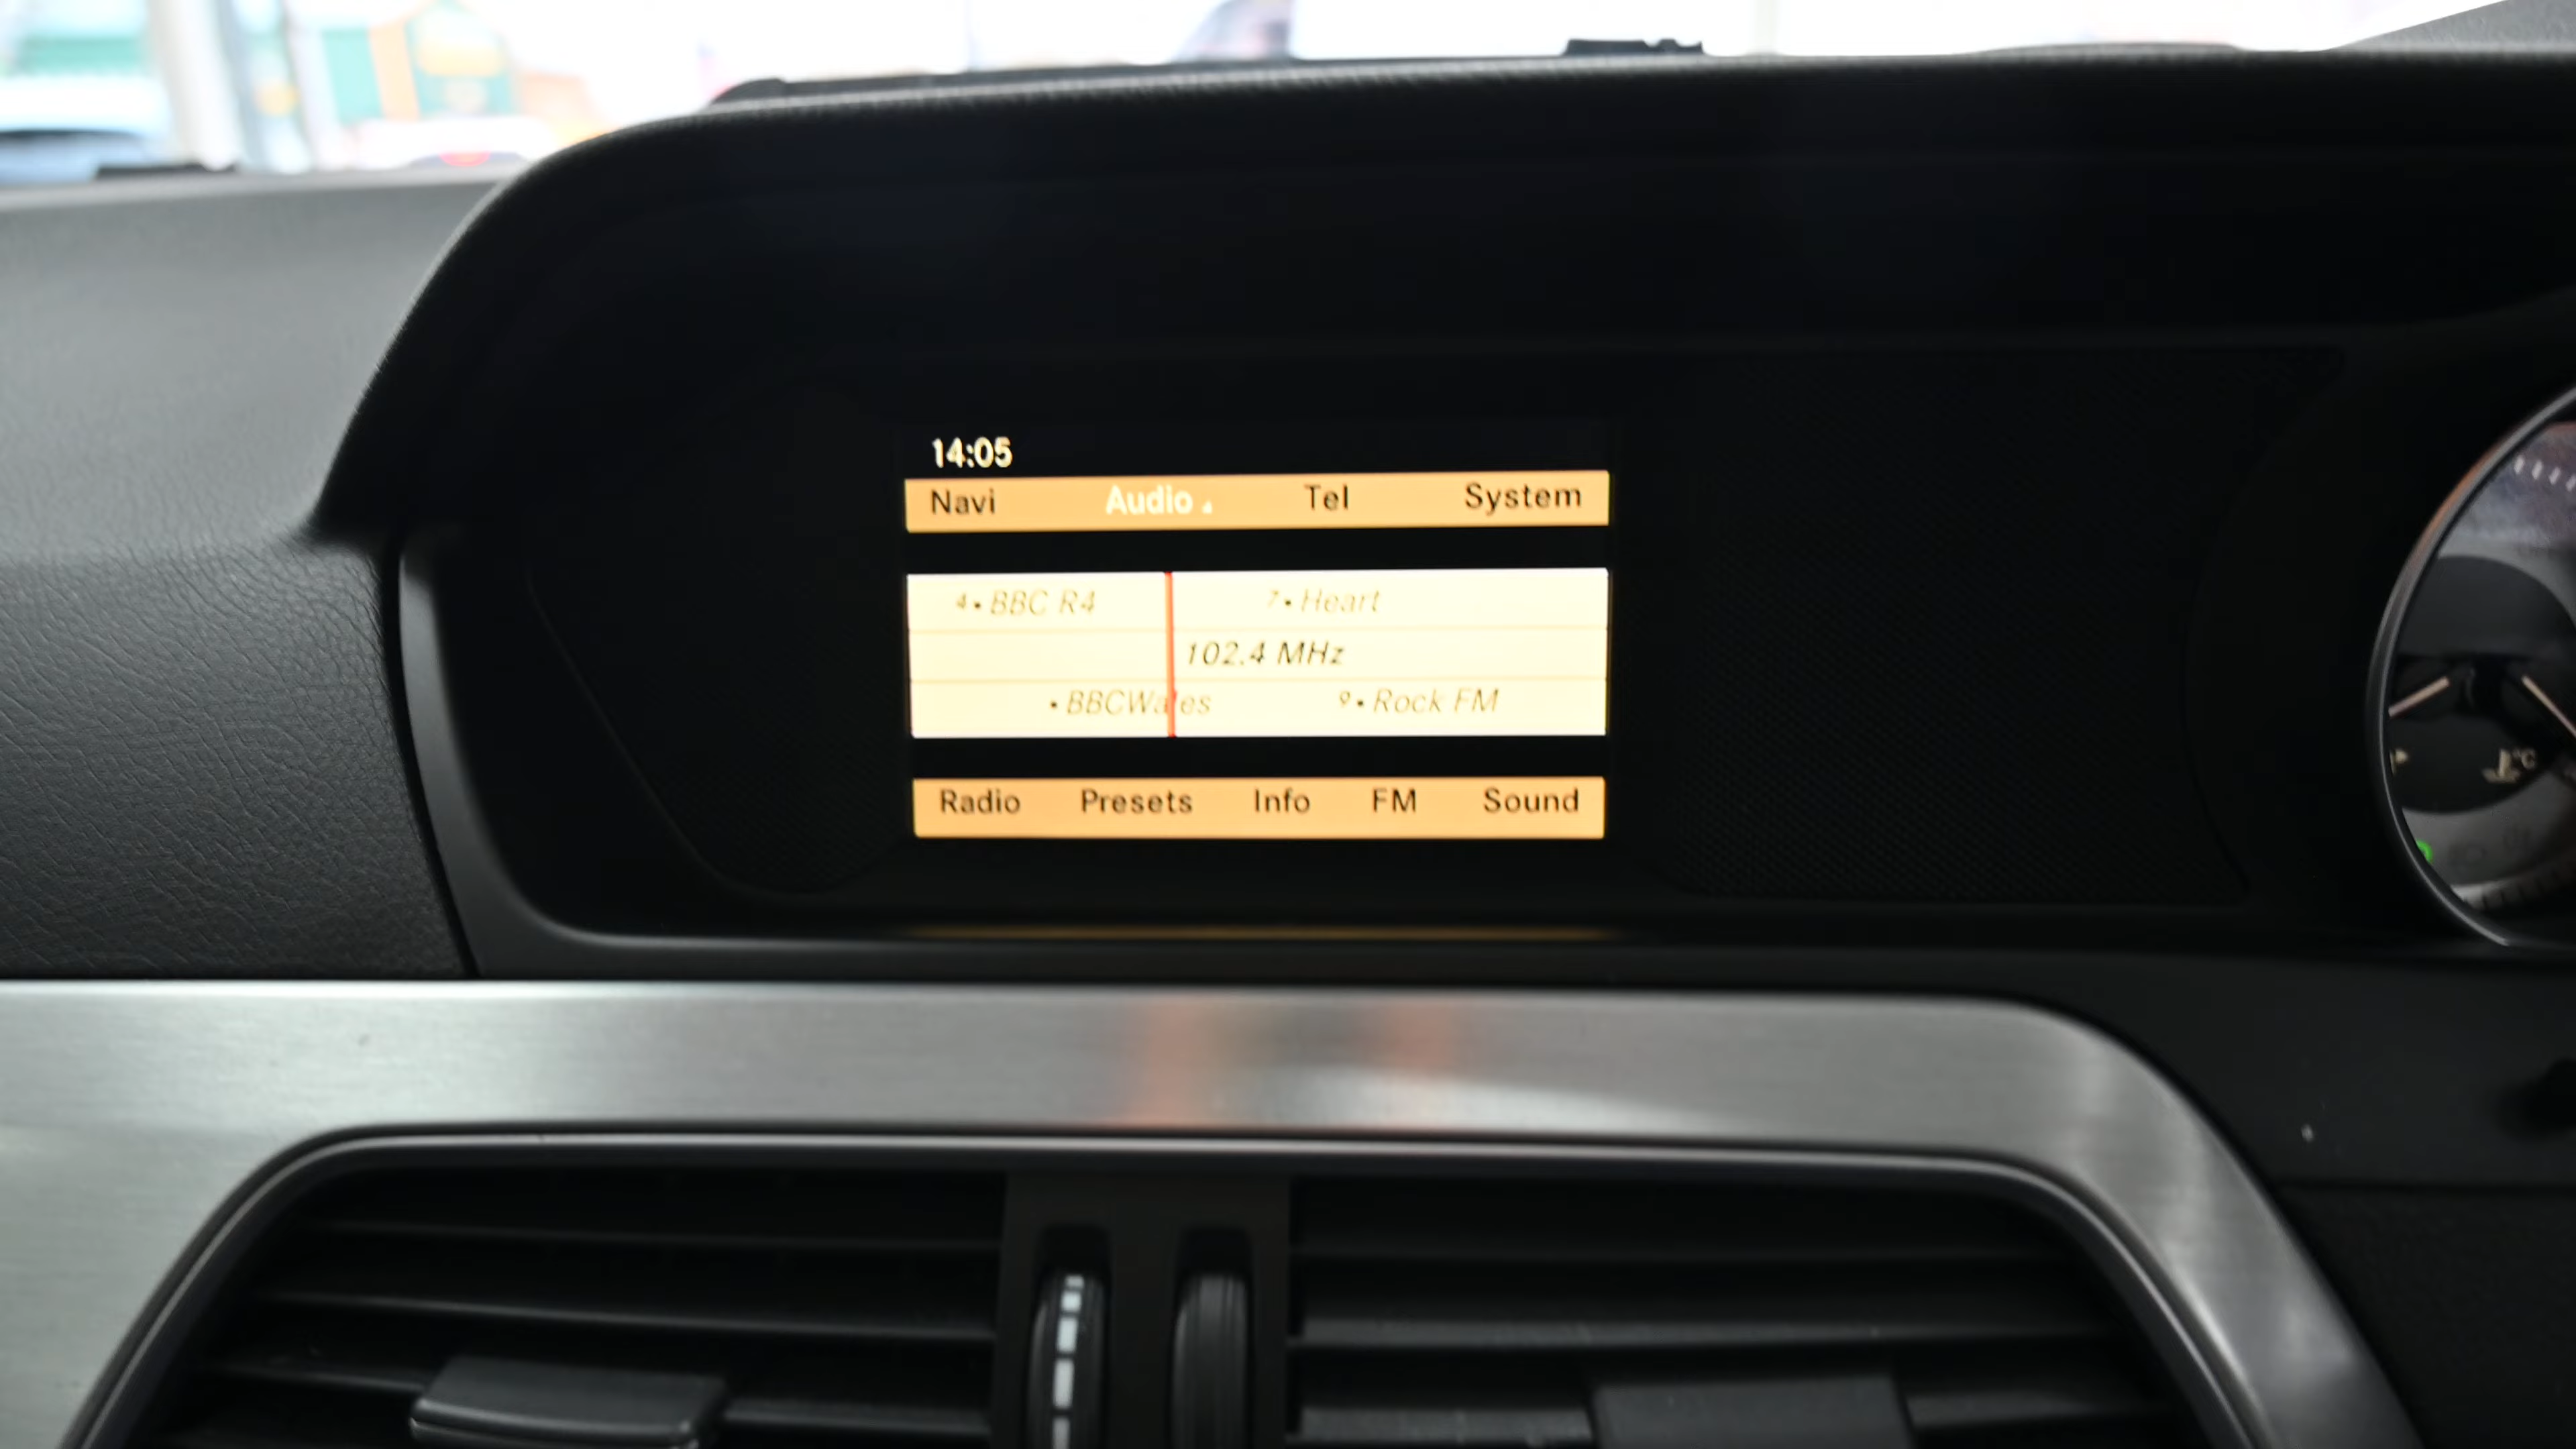 14:05
Navi Audio Tel System
4 • BBC R4 7 • Heart
102.4 MHz
• BBCWales 9 • Rock FM
Radio Presets Info FM Sound
°C